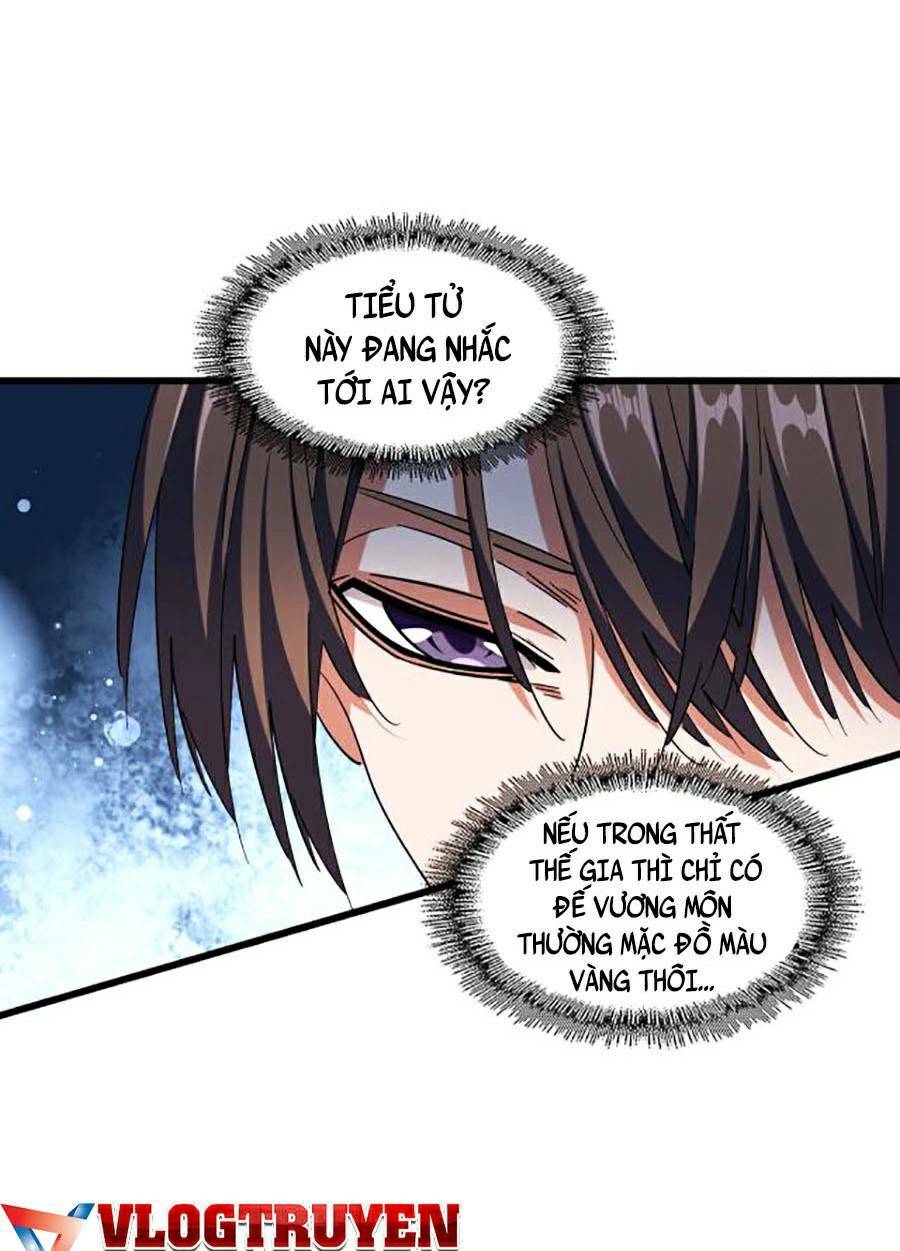 TIỂU TỬ
NÀY ĐANG NHẮC
TỚI AI VẬY?
NẾU TRONG THẤT
THẾ GIA THÌ CHỈ CÓ
ĐẾ VƯƠNG MÔN
THƯỜNG MẶC ĐỒ MÀU
VÀNG THÔI...
VLOGTRUYEN